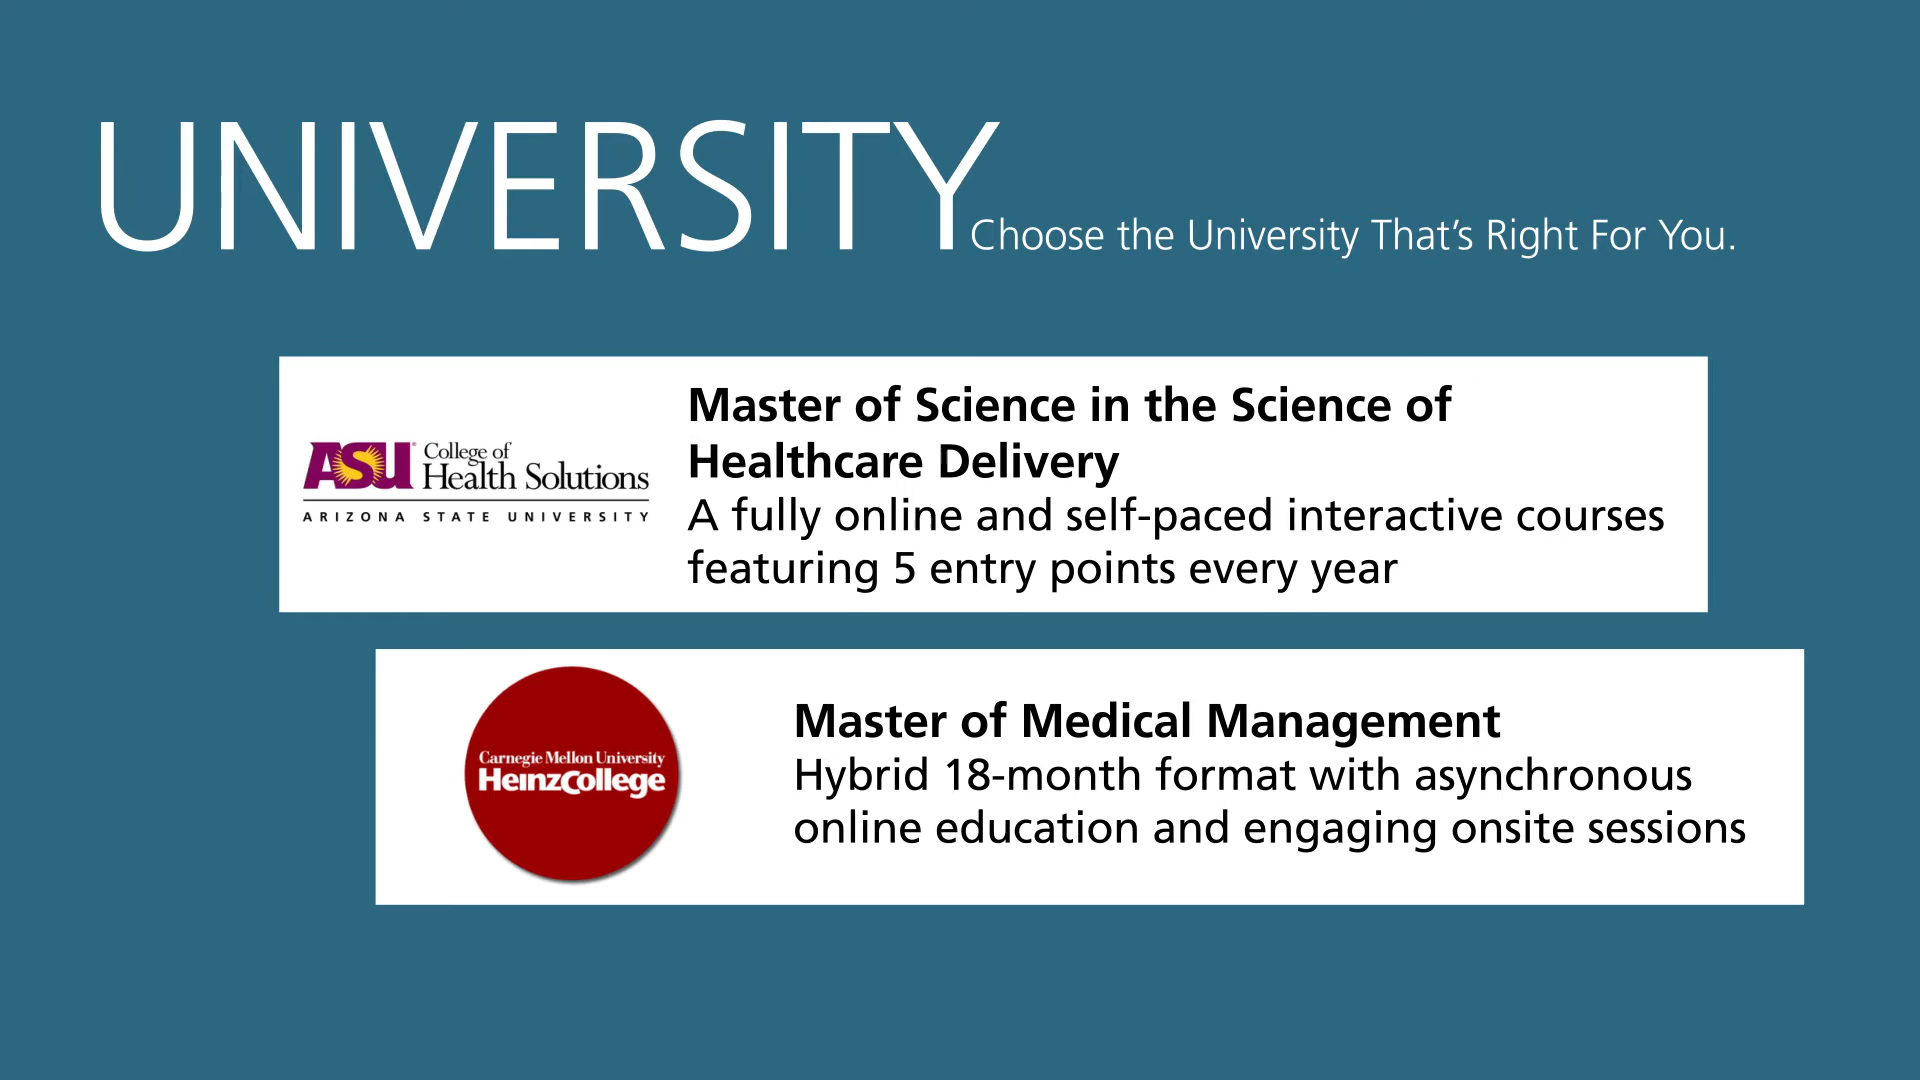 UNIVERSITY
Choose the University That's Right For You.
ASU College of
Health Solutions
ARIZONA STATE UNIVERSITY
Master of Science in the Science of
Healthcare Delivery
A fully online and self-paced interactive courses
featuring 5 entry points every year
Carnegie Mellon University
HeinzCollege
Master of Medical Management
Hybrid 18-month format with asynchronous
online education and engaging onsite sessions